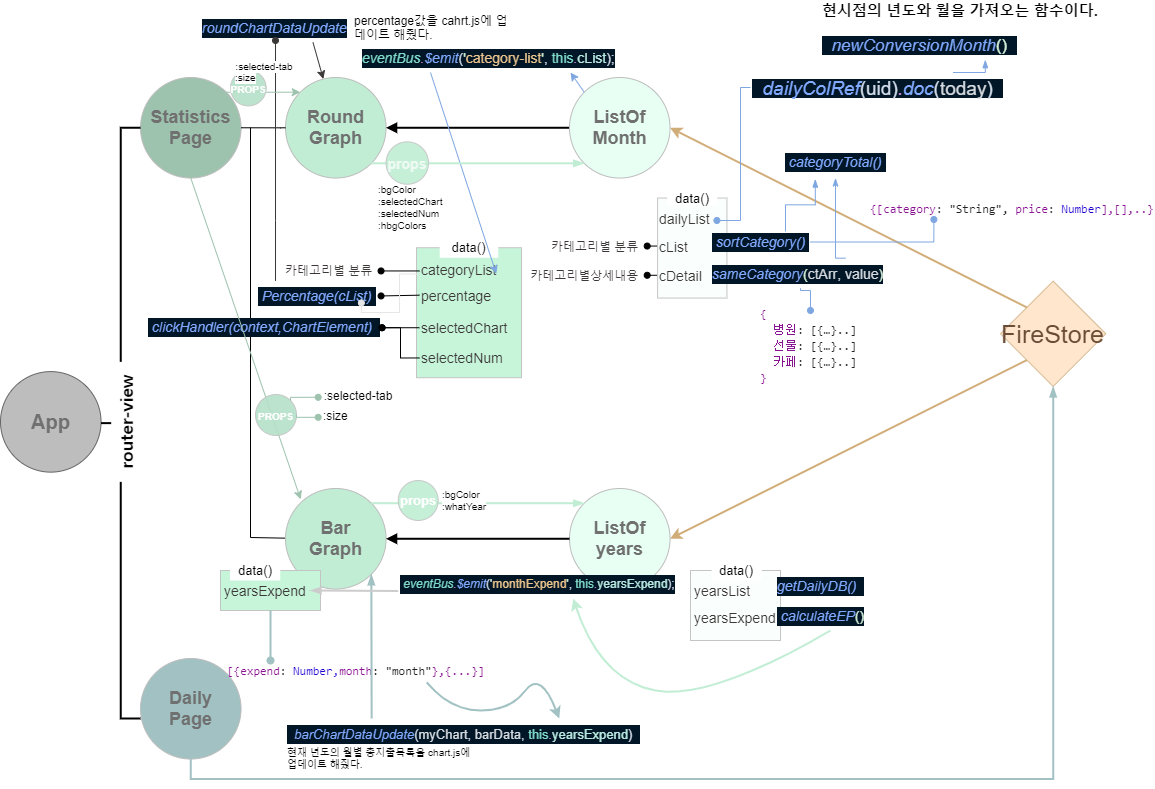 현시점의 년도와 월을 가져오는 함수이다.
newConversionMonth()
dailyColRef(uid).doc(today)
roundChartDataUpdate
percentage값을 cahrt.js에 업
데이트 해줬다.
eventBus.$emit('category-list', this.cList);
:selected-tab
:size
PROPS
Statistics
Page
Round
Graph
ListOf
Month
props
:bgColor
:selectedChart
:selectedNum
:hbgColors
categoryTotal()
data()
dailyList
{[category: "String", price: Number],[],..}
카테고리별 분류
cList
sortCategory()
카테고리별상세내용
cDetail
sameCategory(ctArr, value)
data()
카테고리별 분류
categoryList
Percentage(cList)
percentage
clickHandler(context,ChartElement)
selectedChart
selectedNum
{
병원: [{…}..]
선물: [{…}..]
카페: [{…}..]
}
FireStore
App
router-view
PROPS
:selected-tab
:size
Bar
Graph
props
:bgColor
:whatYear
ListOf
years
data()
yearsExpend
eventBus.$emit('monthExpend', this.yearsExpend);
data()
yearsList
getDailyDB()
yearsExpend
calculateEP()
[{expend: Number,month: "month"},{...}]
Daily
Page
barChartDataUpdate(myChart, barData, this.yearsExpend)
현재 년도의 월별 총지출목록을 chart.js에
업데이트 해줬다.